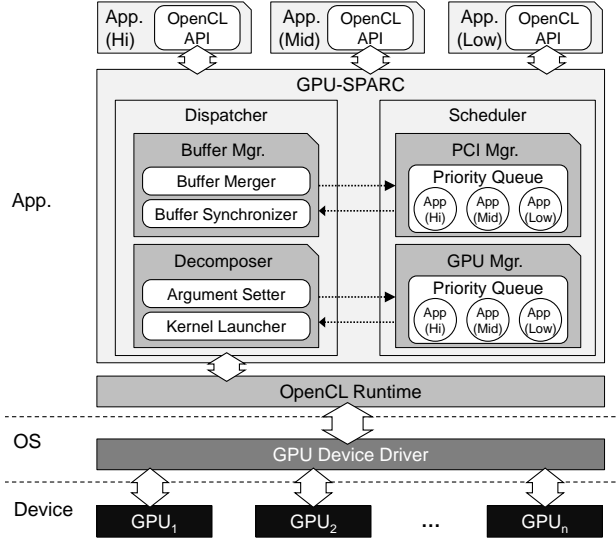 App. (Hi)
OpenCL API
App. (Mid)
OpenCL API
App. (Low)
OpenCL API
App.
GPU-SPARC
Dispatcher
Scheduler
Buffer Mgr.
Buffer Merger
Buffer Synchronizer
PCI Mgr.
Priority Queue
App (Hi)
App (Mid)
App (Low)
Decomposer
Argument Setter
Kernel Launcher
GPU Mgr.
Priority Queue
App (Hi)
App (Mid)
App (Low)
OpenCL Runtime
OS
GPU Device Driver
Device
GPU1
GPU2
...
GPUn